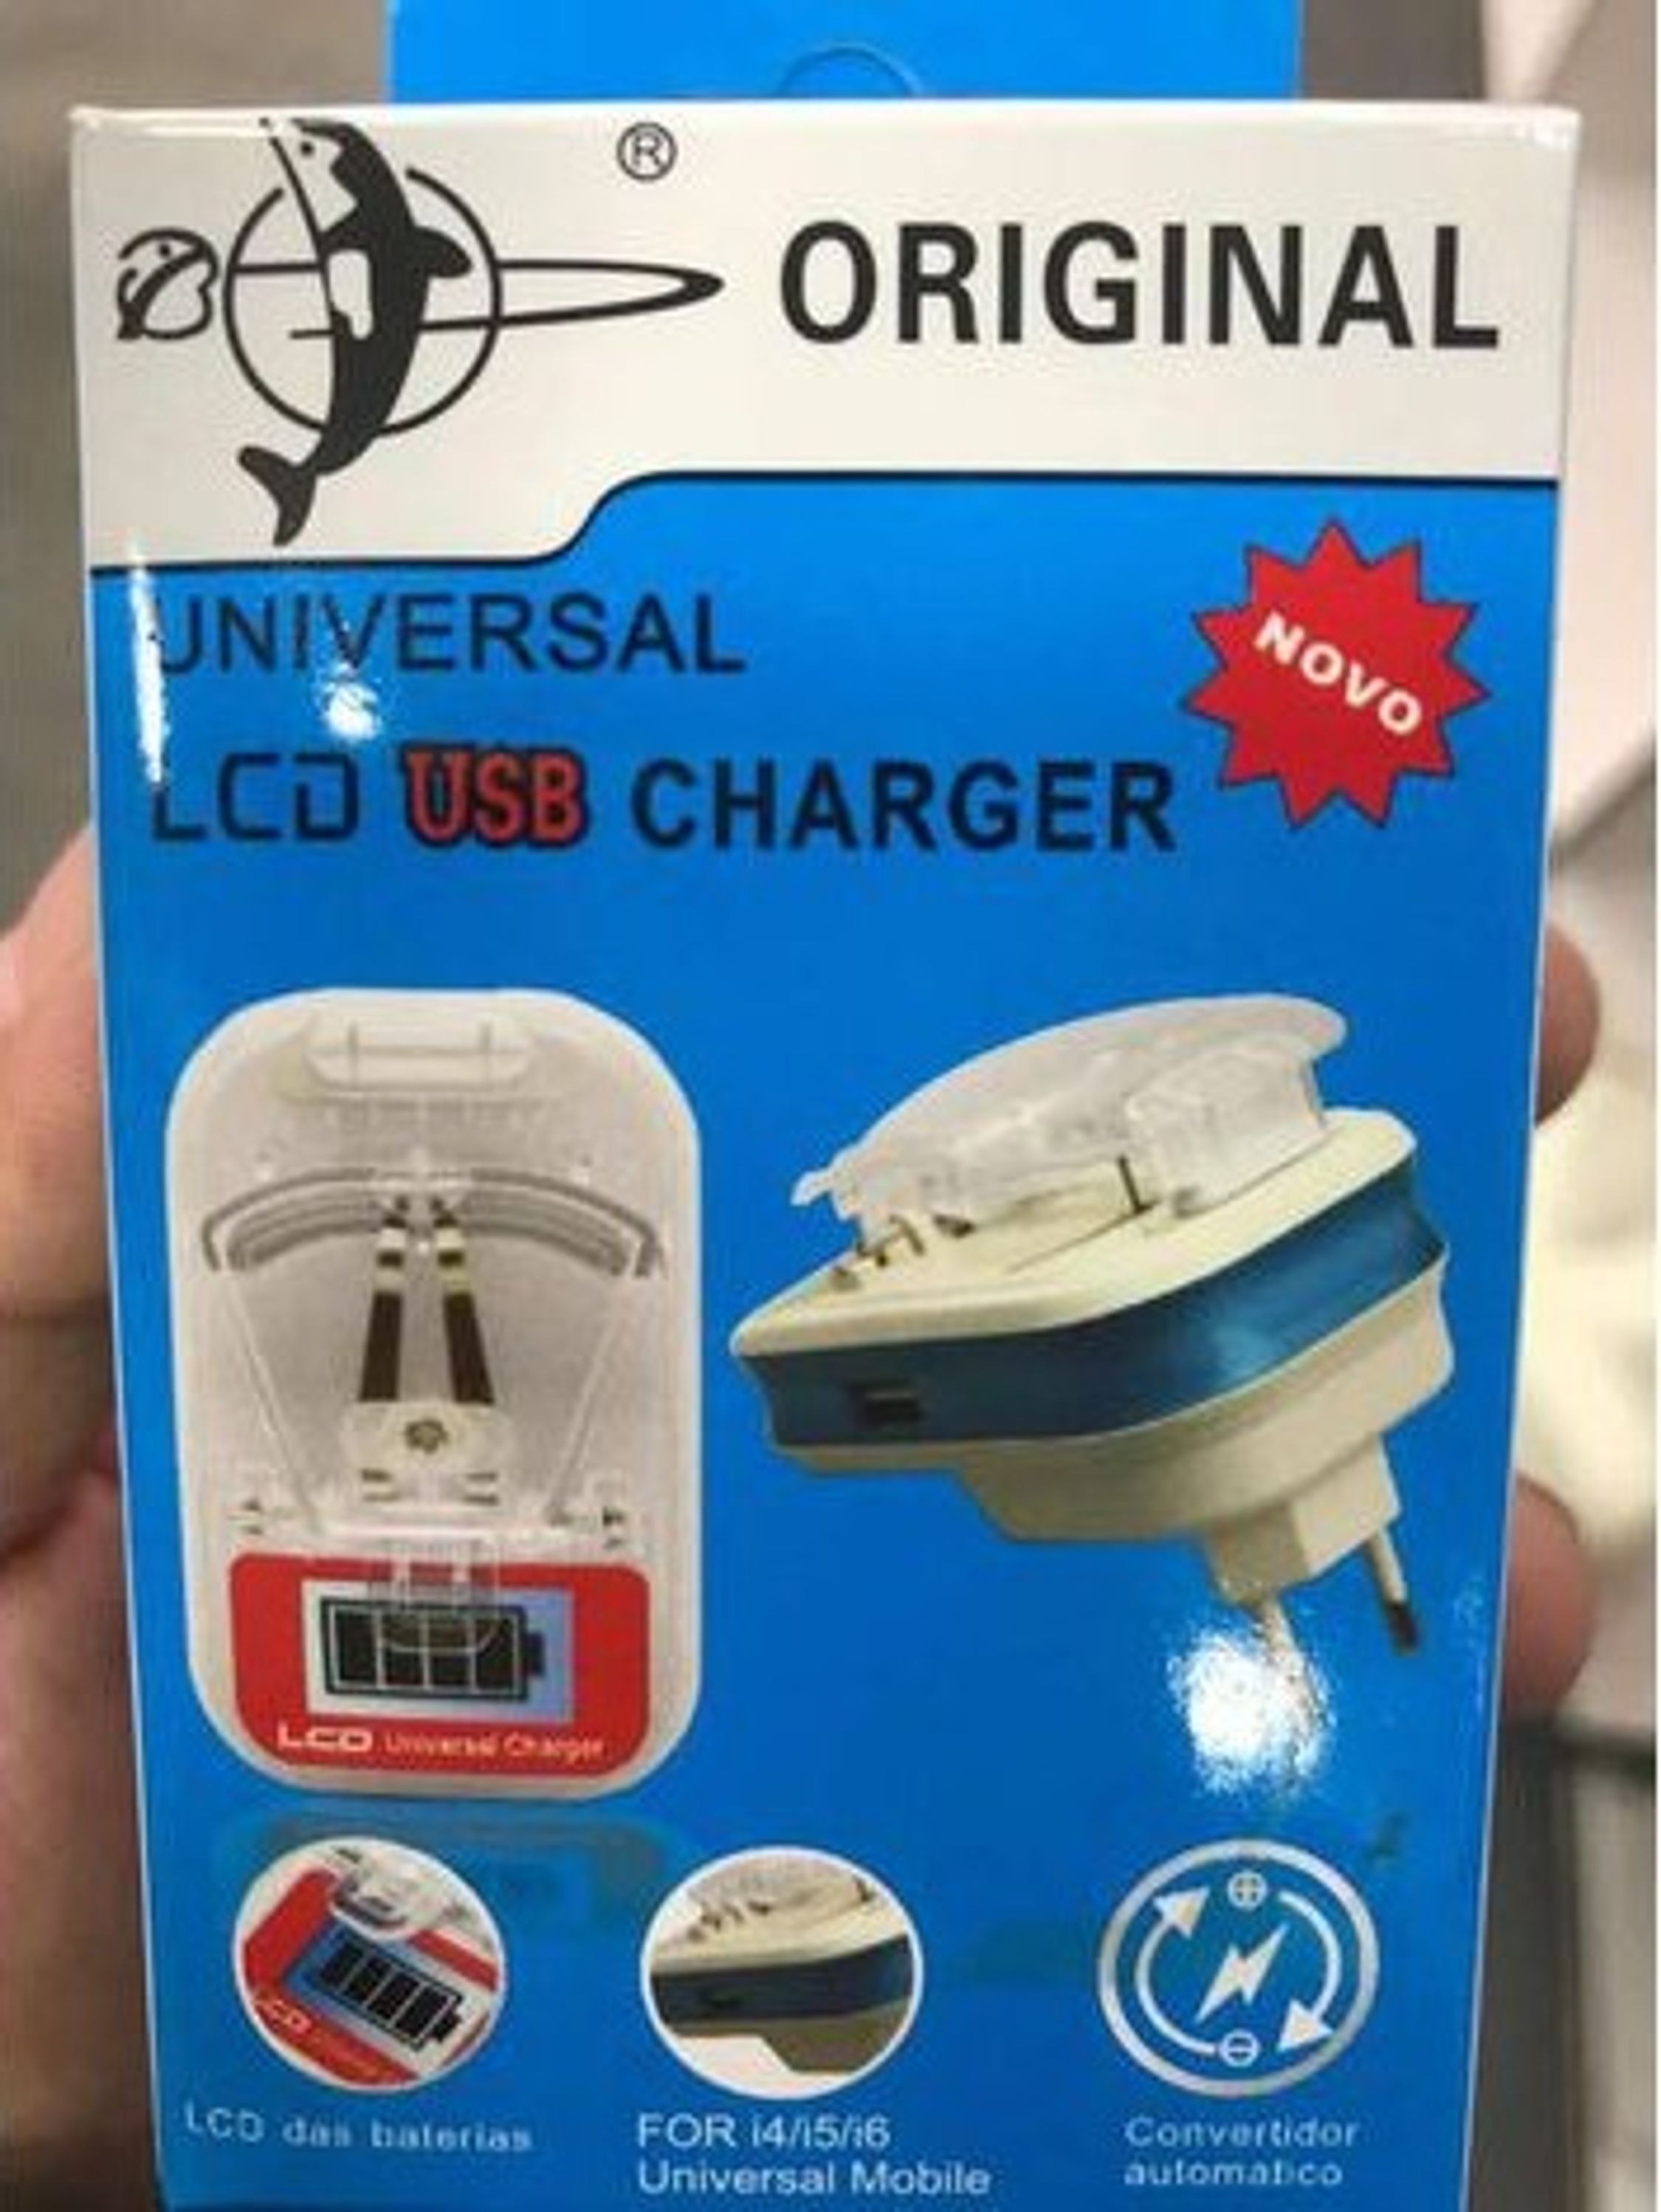 ®
ORIGINAL
NOVO
UNIVERSAL
LCD USB CHARGER
LCD Universal Charger
LCD
LCD das baterias
FOR i4/i5/i6
Universal Mobile
Convertidor
automatico